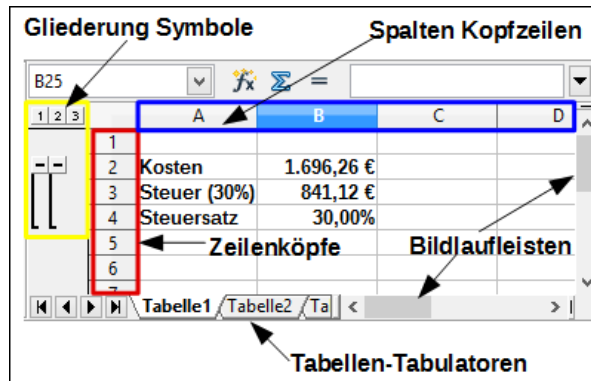 Gliederung Symbole
Spalten Kopfzeilen
B25
1 2 3
A B C D
1
2 Kosten 1.696,26 €
3 Steuer (30%) 841,12 €
4 Steuersatz 30,00%
5 Zeilenköpfe Bildlaufleisten
6
7
Tabelle1 Tabelle2 Ta
Tabellen-Tabulatoren